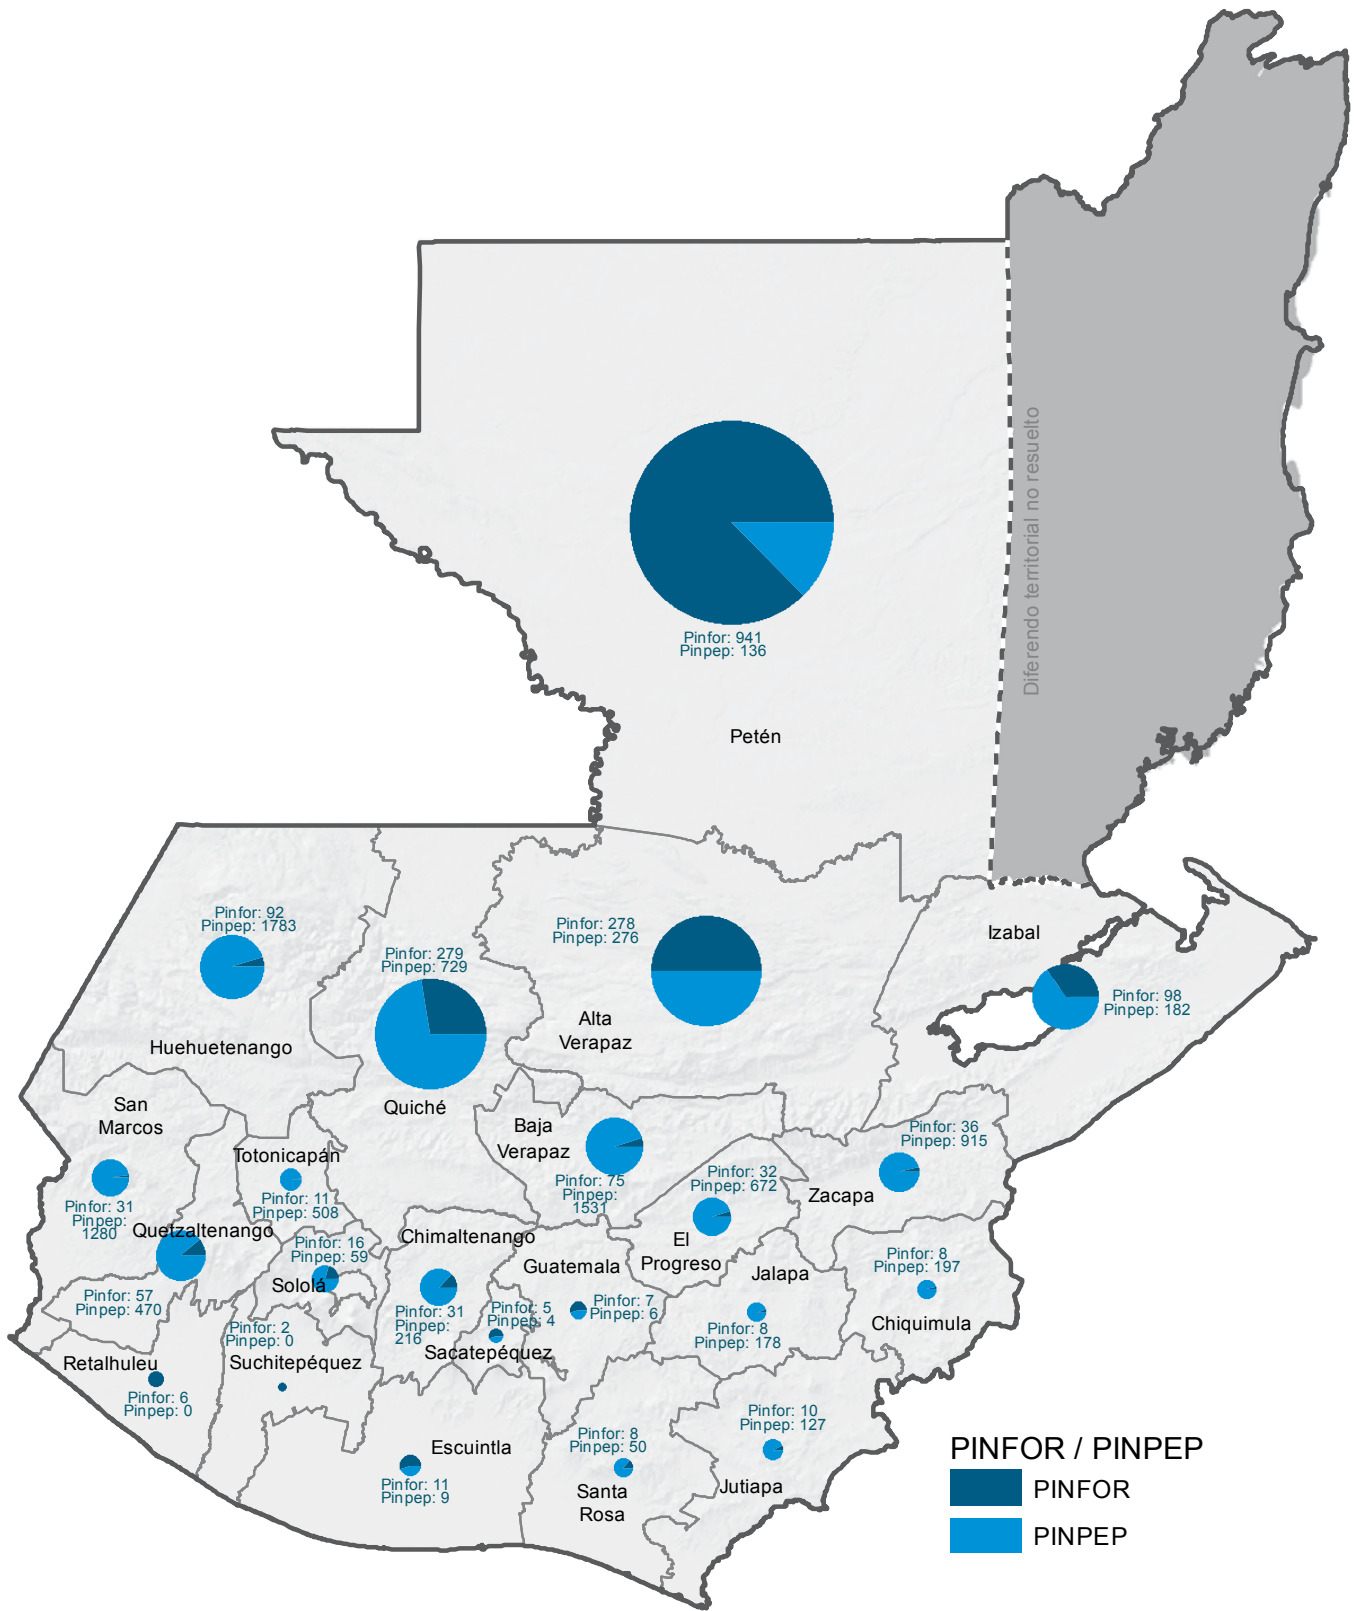 Diferendo territorial no resuelto
Pinfor: 941
Pinpep: 136
Petén
Pinfor: 92
Pinpep: 1783
Huehuetenango
Pinfor: 279
Pinpep: 729
Quiché
Pinfor: 278
Pinpep: 276
Alta
Verapaz
Izabal
Pinfor: 98
Pinpep: 182
San
Marcos
Pinfor: 31
Pinpep:
1280
Totonicapán
Pinfor: 11
Pinpep: 508
Baja
Verapaz
Pinfor: 75
Pinpep:
1531
Pinfor: 36
Pinpep: 915
Zacapa
Pinfor: 32
Pinpep: 672
El
Progreso
Quetzaltenango
Pinfor: 57
Pinpep: 470
Pinfor: 16
Pinpep: 59
Sololá
Chimaltenango
Pinfor: 31
Pinpep:
216
Guatemala
Pinfor: 7
Pinpep: 6
Pinfor: 5
Pinpep: 4
Sacatepéquez
Jalapa
Pinfor: 8
Pinpep: 178
Pinfor: 8
Pinpep: 197
Chiquimula
Retalhuleu
Pinfor: 6
Pinpep: 0
Pinfor: 2
Pinpep: 0
Suchitepéquez
Escuintla
Pinfor: 11
Pinpep: 9
Pinfor: 8
Pinpep: 50
Santa
Rosa
Pinfor: 10
Pinpep: 127
Jutiapa
PINFOR / PINPEP
PINFOR
PINPEP